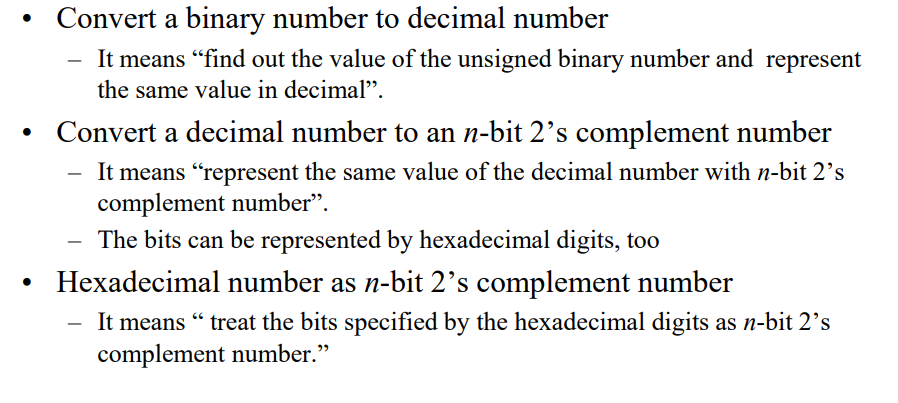 • Convert a binary number to decimal number
– It means “find out the value of the unsigned binary number and  represent
the same value in decimal”.
• Convert a decimal number to an n-bit 2’s complement number
– It means “represent the same value of the decimal number with n-bit 2’s
complement number”.
– The bits can be represented by hexadecimal digits, too
• Hexadecimal number as n-bit 2’s complement number
– It means “ treat the bits specified by the hexadecimal digits as n-bit 2’s
complement number.”